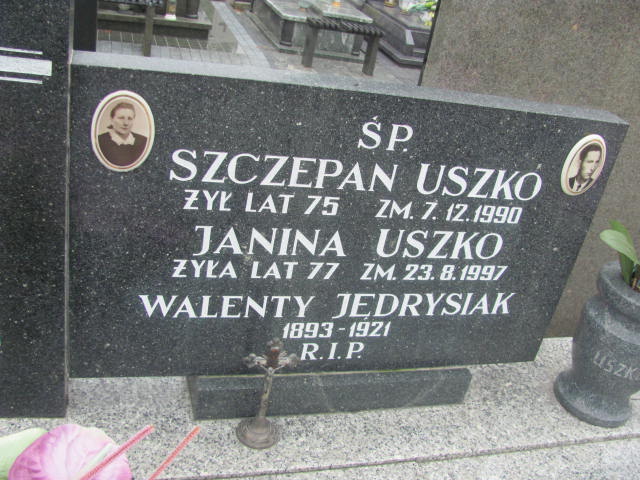 ŚP.
SZCZEPAN USZKO
ŻYŁ LAT 75 ZM. 7.12.1990
JANINA USZKO
ŻYŁA LAT 77 ZM. 23.8.1997
WALENTY JĘDRYSIAK
1893-1921
R.I.P.
USZK